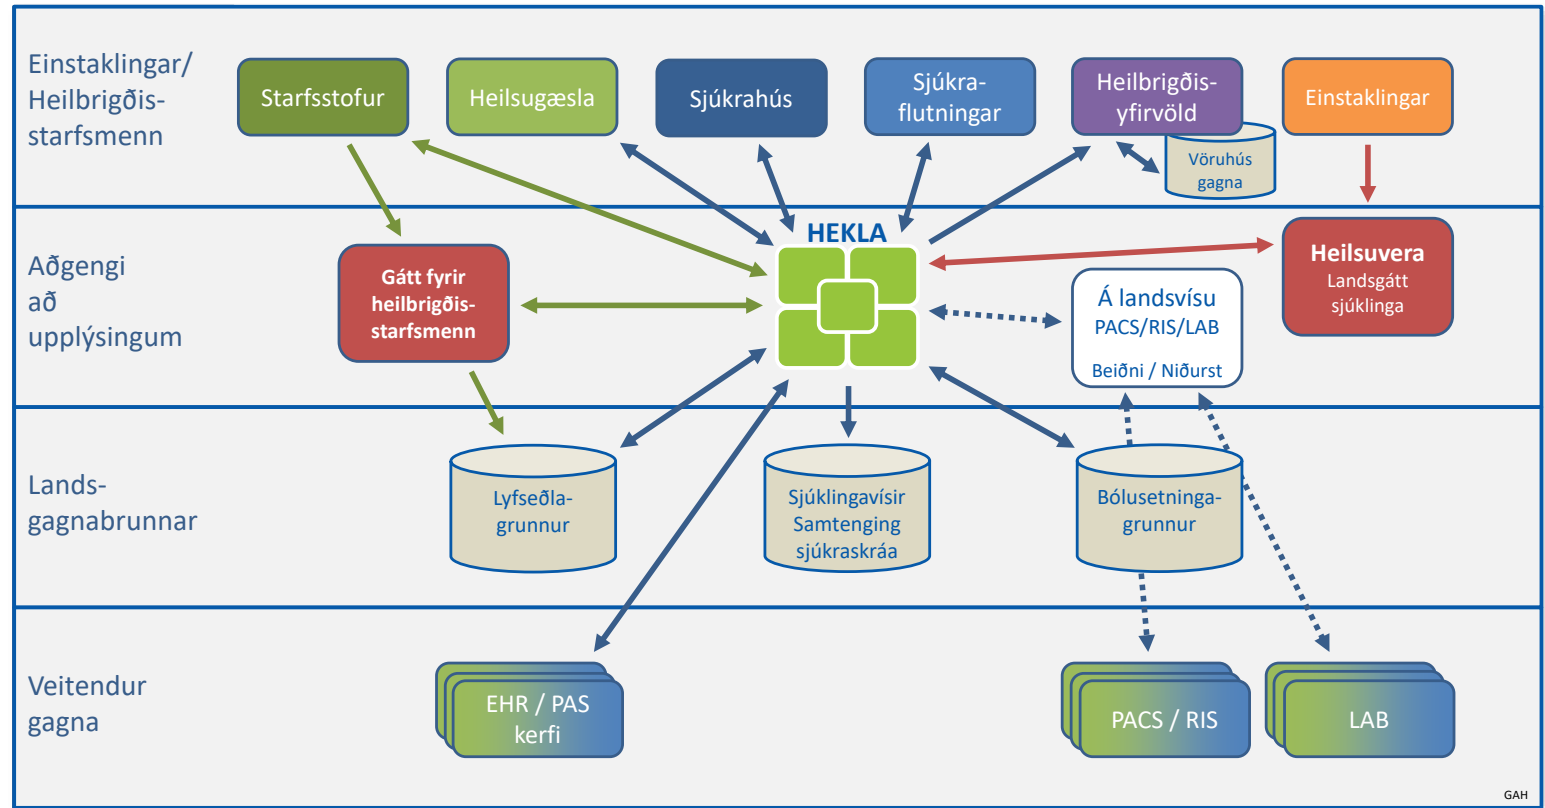 Einstaklingar/
Heilbrigðis-
starfsmenn
Starfsstofur
Heilsugæsla
Sjúkrahús
Sjúkra-
flutningar
Heilbrigðis-
yfirvöld
Einstaklingar
Vöruhús
gagna
Aðgengi
að
upplýsingum
Gátt fyrir
heilbrigðis-
starfsmenn
HEKLA
Á landsvísu
PACS/RIS/LAB
Beiðni / Niðurst
Heilsuvera
Landsgátt
sjúklinga
Lands-
gagnabrunnar
Lyfseðla-
grunnur
Sjúklingavísir
Samtenging
sjúkraskráa
Bólusetninga-
grunnur
Veitendur
gagna
EHR / PAS
kerfi
PACS / RIS
LAB
GAH